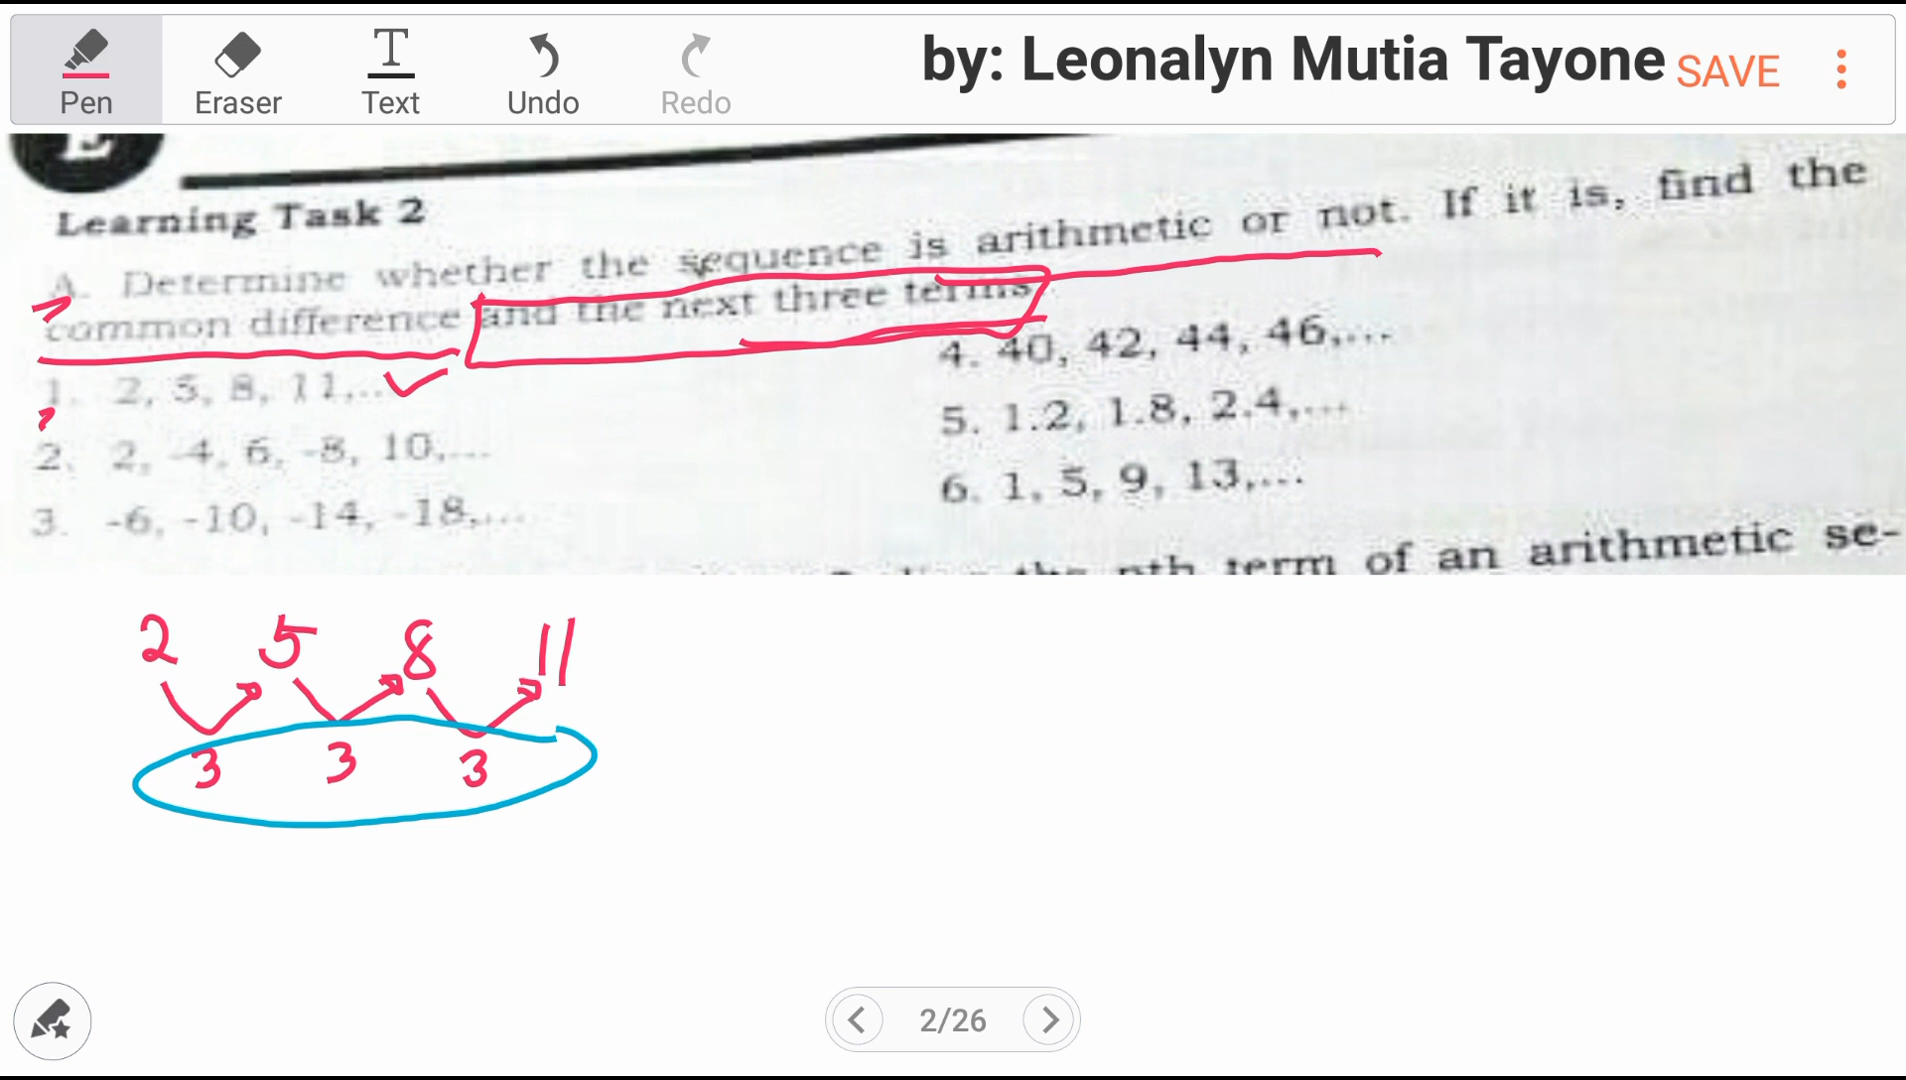 Pen
Eraser
Text
Undo
Redo
by: Leonalyn Mutia Tayone
SAVE
Learning Task 2
A. Determine whether the sequence is arithmetic or not. If it is, find the
common difference and the next three terms.
1. 2, 5, 8, 11,...
2. 2, -4, 6, -8, 10,...
3. -6, -10, -14, -18,...
4. 40, 42, 44, 46,...
5. 1.2, 1.8, 2.4,...
6. 1, 5, 9, 13,...
the nth term of an arithmetic se-
2 5 8 11
3 3 3
2/26